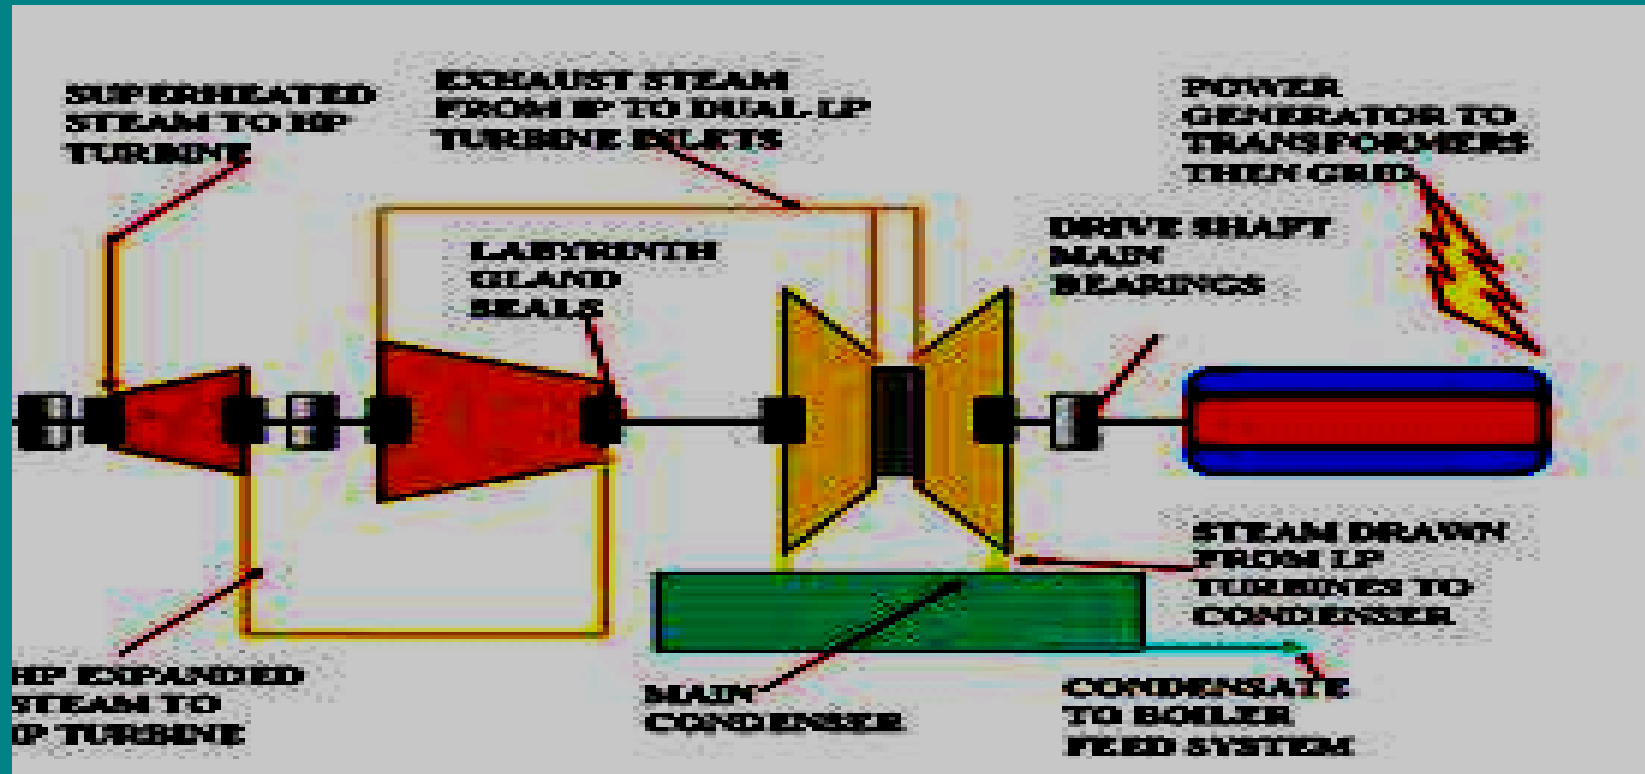 SUPERHEATED
STEAM TO HP
TURBINE
EXHAUST STEAM
FROM IP TO DUAL LP
TURBINE INLETS
POWER
GENERATOR TO
TRANSFORMERS
THEN GRID
LABYRINTH
GLAND
SEALS
DRIVE SHAFT
MAIN
BEARINGS
STEAM DRAWN
FROM LP
TURBINES TO
CONDENSER
HP EXPANDED
STEAM TO
IP TURBINE
MAIN
CONDENSER
CONDENSATE
TO BOILER
FEED SYSTEM